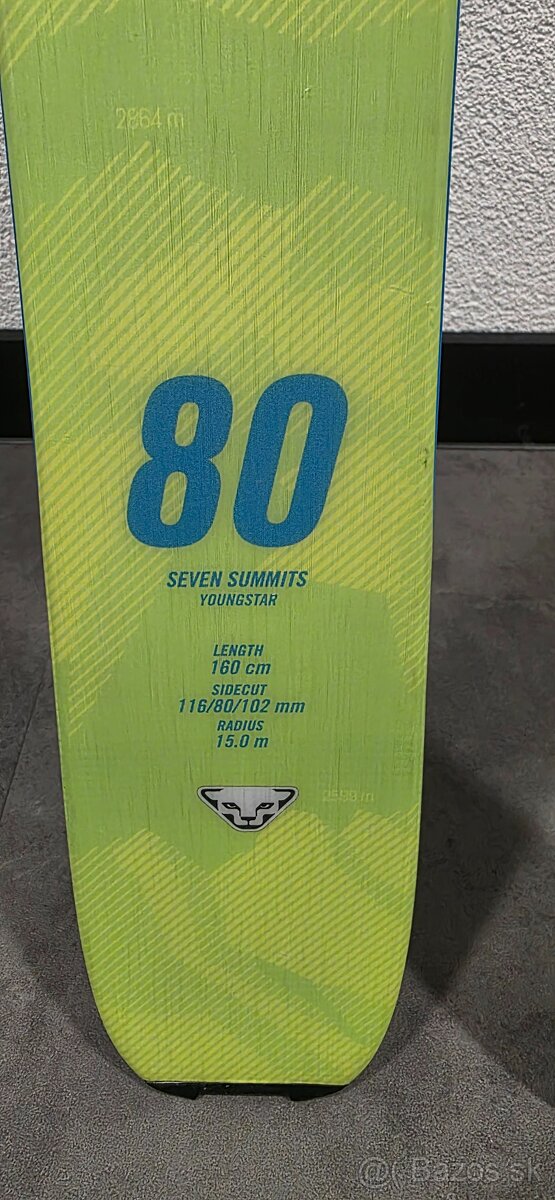 2864 m
80
SEVEN SUMMITS
YOUNGSTAR
LENGTH
160 cm
SIDECUT
116/80/102 mm
RADIUS
15.0 m
Bazos.sk